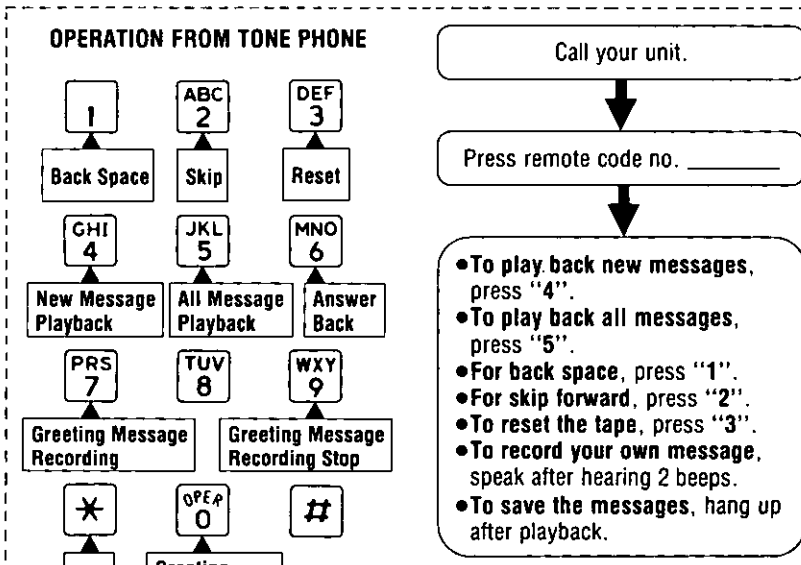 OPERATION FROM TONE PHONE
1
ABC
2
DEF
3
Back Space
Skip
Reset
GHI
4
JKL
5
MNO
6
New Message
Playback
All Message
Playback
Answer
Back
PRS
7
TUV
8
WXY
9
Greeting Message
Recording
Greeting Message
Recording Stop
*
OPER
0
#
Greeting
Call your unit.
Press remote code no. ________
●To play back new messages,
press "4".
●To play back all messages,
press "5".
●For back space, press "1".
●For skip forward, press "2".
●To reset the tape, press "3".
●To record your own message,
speak after hearing 2 beeps.
●To save the messages, hang up
after playback.